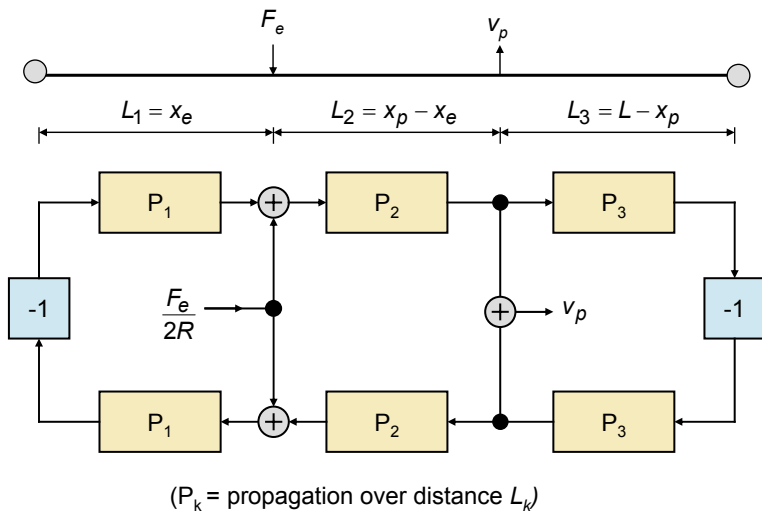 F_e
v_p
L_1 = x_e
L_2 = x_p – x_e
L_3 = L – x_p
P_1
P_2
P_3
-1
F_e/2R
v_p
-1
P_1
P_2
P_3
(P_k = propagation over distance L_k)